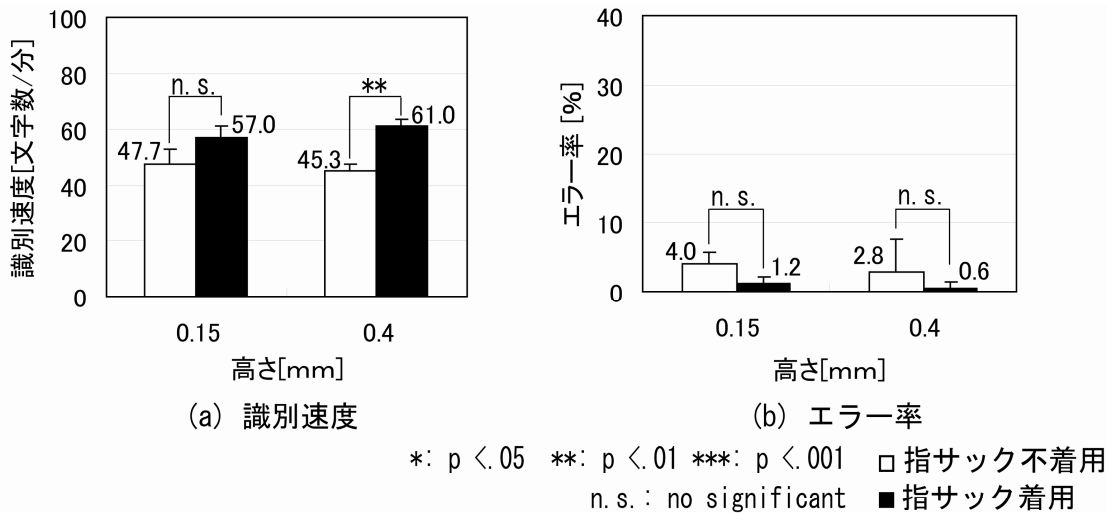 100
80
60
40
20
0
識別速度[文字数/分]
n.s.
**
47.7
57.0
45.3
61.0
0.15
0.4
高さ[mm]
(a) 識別速度
40
30
20
10
0
エラー率 [%]
n.s.
n.s.
4.0
1.2
2.8
0.6
0.15
0.4
高さ[mm]
(b) エラー率
*: p <.05 **: p <.01 ***: p <.001 □指サック不着用
n.s.: no significant ■指サック着用